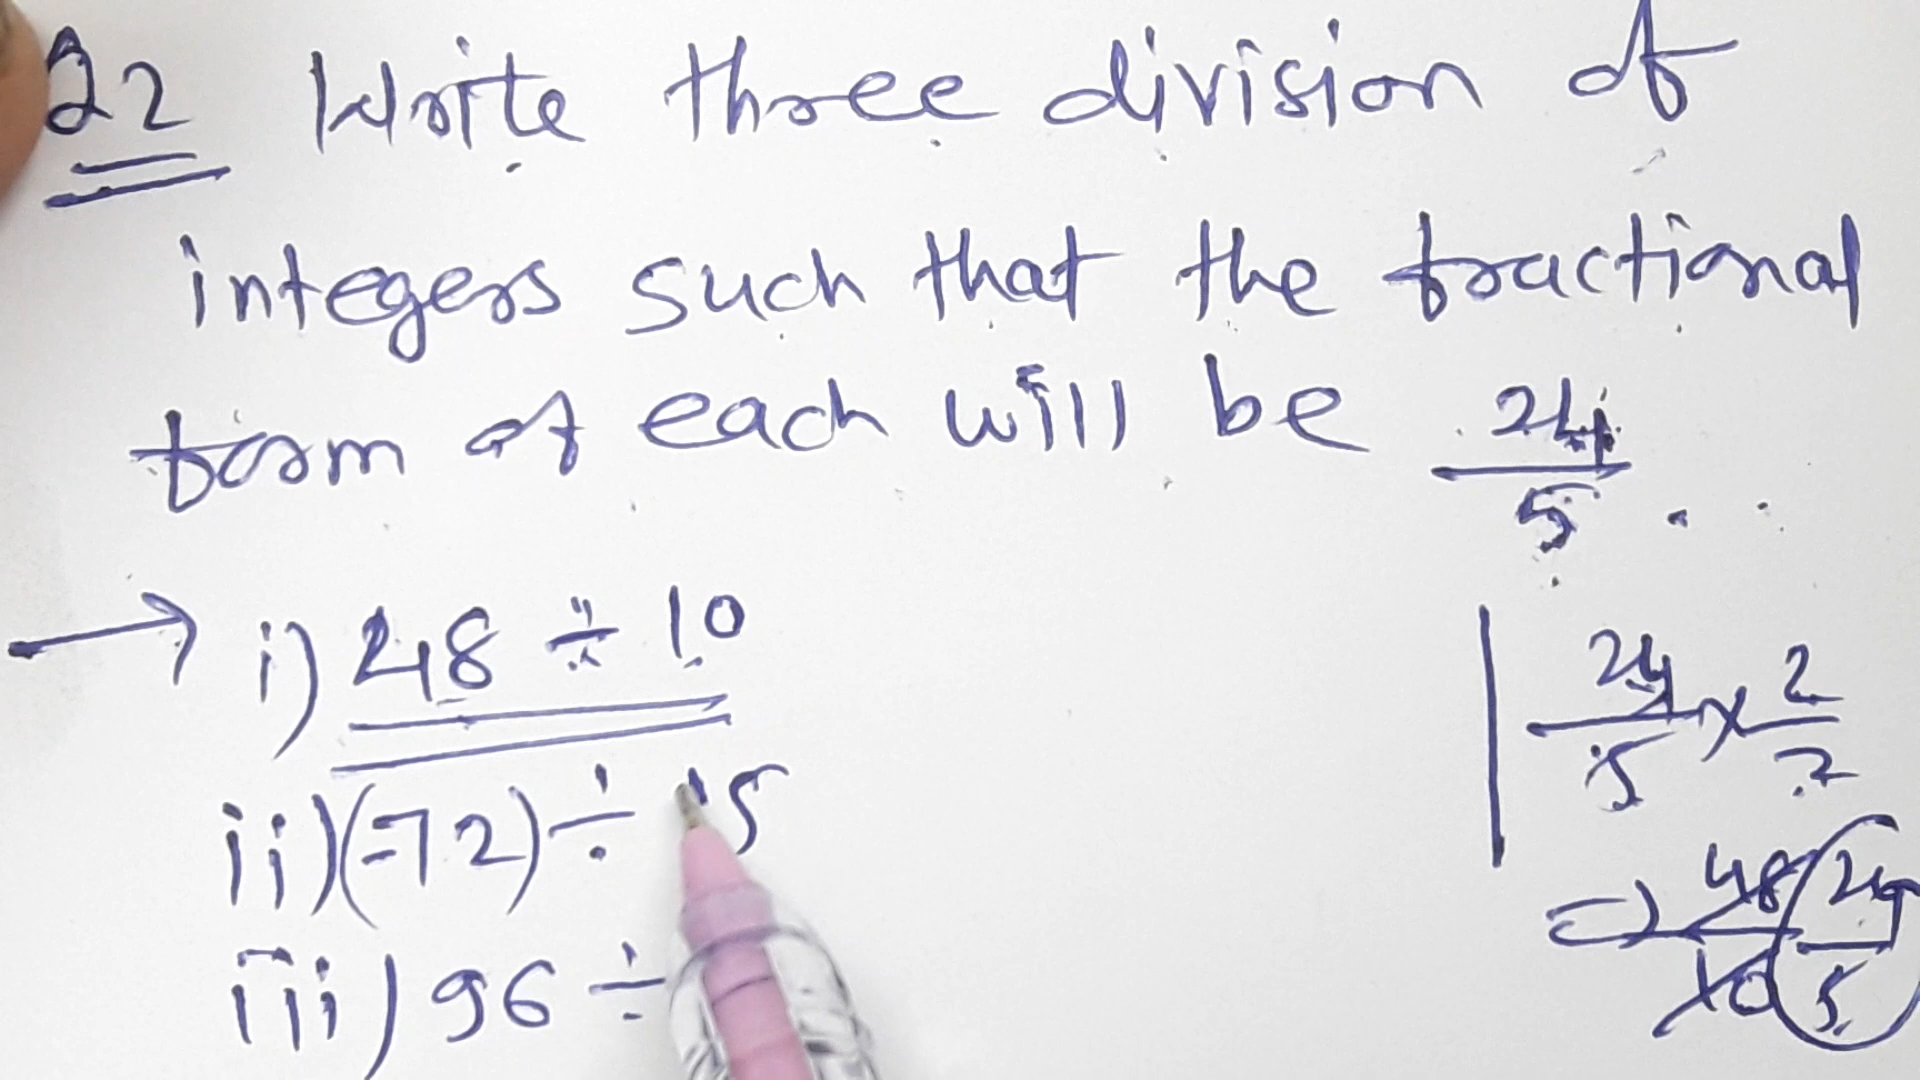 22 Write three division of
integers such that the fractional
form of each will be 24/5.
→ i) 48 ÷ 10
ii) (-72) ÷ 15
iii) 96 ÷
24/5 × 2/2
⇒ 48/10 24/5